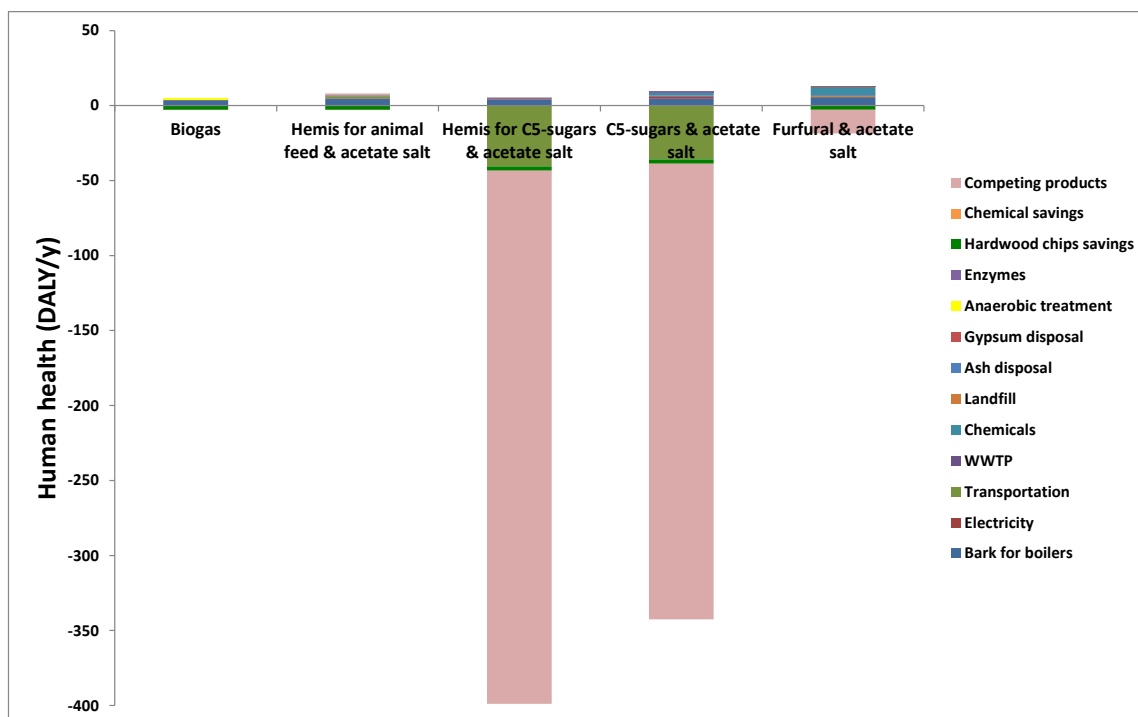 50
0
-50
-100
-150
-200
-250
-300
-350
-400
Human health (DALY/y)
Biogas
Hemis for animal
feed & acetate salt
Hemis for C5-sugars
& acetate salt
C5-sugars & acetate
salt
Furfural & acetate
salt
Competing products
Chemical savings
Hardwood chips savings
Enzymes
Anaerobic treatment
Gypsum disposal
Ash disposal
Landfill
Chemicals
WWTP
Transportation
Electricity
Bark for boilers